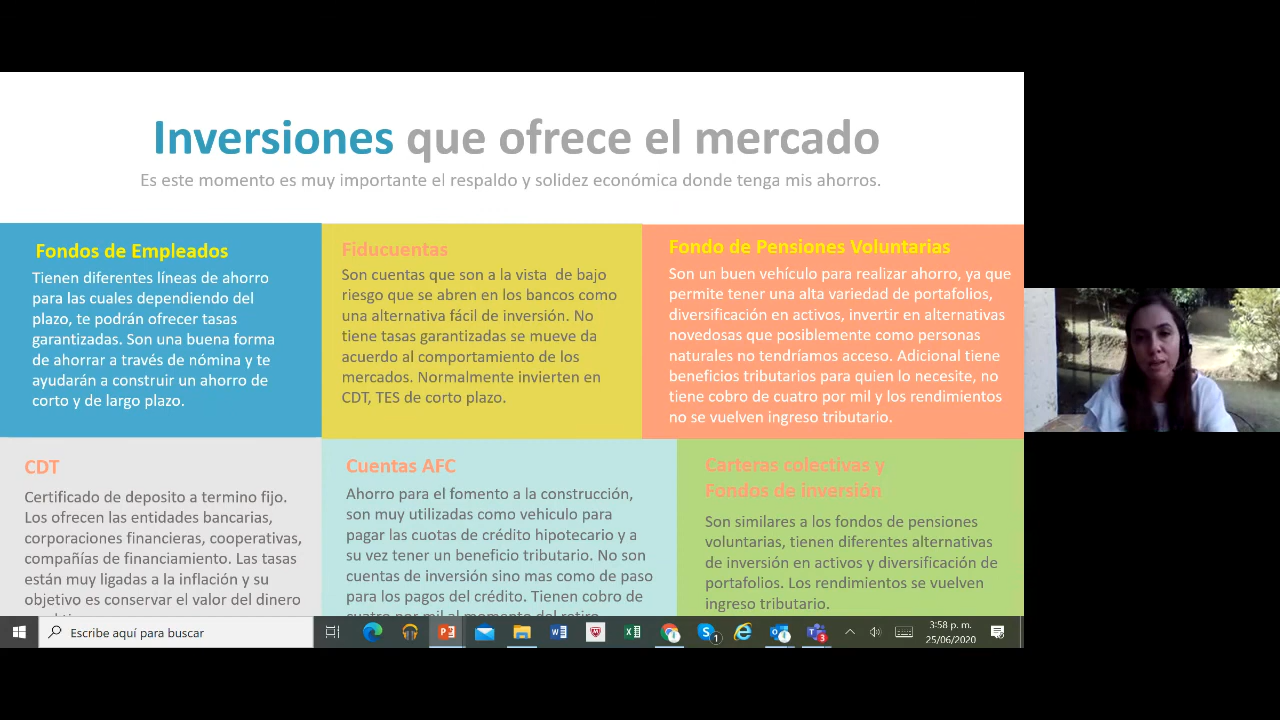 Inversiones que ofrece el mercado
Es este momento es muy importante el respaldo y solidez económica donde tenga mis ahorros.
Fondos de Empleados
Tienen diferentes líneas de ahorro
para las cuales dependiendo del
plazo, te podrán ofrecer tasas
garantizadas. Son una buena forma
de ahorrar a través de nómina y te
ayudarán a construir un ahorro de
corto y de largo plazo.
Fiducuentas
Son cuentas que son a la vista de bajo
riesgo que se abren en los bancos como
una alternativa fácil de inversión. No
tiene tasas garantizadas se mueve da
acuerdo al comportamiento de los
mercados. Normalmente invierten en
CDT, TES de corto plazo.
Fondo de Pensiones Voluntarias
Son un buen vehículo para realizar ahorro, ya que
permite tener una alta variedad de portafolios,
diversificación en activos, invertir en alternativas
novedosas que posiblemente como personas
naturales no tendríamos acceso. Adicional tiene
beneficios tributarios para quien lo necesite, no
tiene cobro de cuatro por mil y los rendimientos
no se vuelven ingreso tributario.
CDT
Certificado de deposito a termino fijo.
Los ofrecen las entidades bancarias,
corporaciones financieras, cooperativas,
compañías de financiamiento. Las tasas
están muy ligadas a la inflación y su
objetivo es conservar el valor del dinero
Cuentas AFC
Ahorro para el fomento a la construcción,
son muy utilizadas como vehiculo para
pagar las cuotas de crédito hipotecario y a
su vez tener un beneficio tributario. No son
cuentas de inversión sino mas como de paso
para los pagos del crédito. Tienen cobro de
cuatro por mil al momento del retiro
Carteras colectivas y
Fondos de inversión
Son similares a los fondos de pensiones
voluntarias, tienen diferentes alternativas
de inversión en activos y diversificación de
portafolios. Los rendimientos se vuelven
ingreso tributario.
Escribe aquí para buscar
3:58 p. m.
25/06/2020